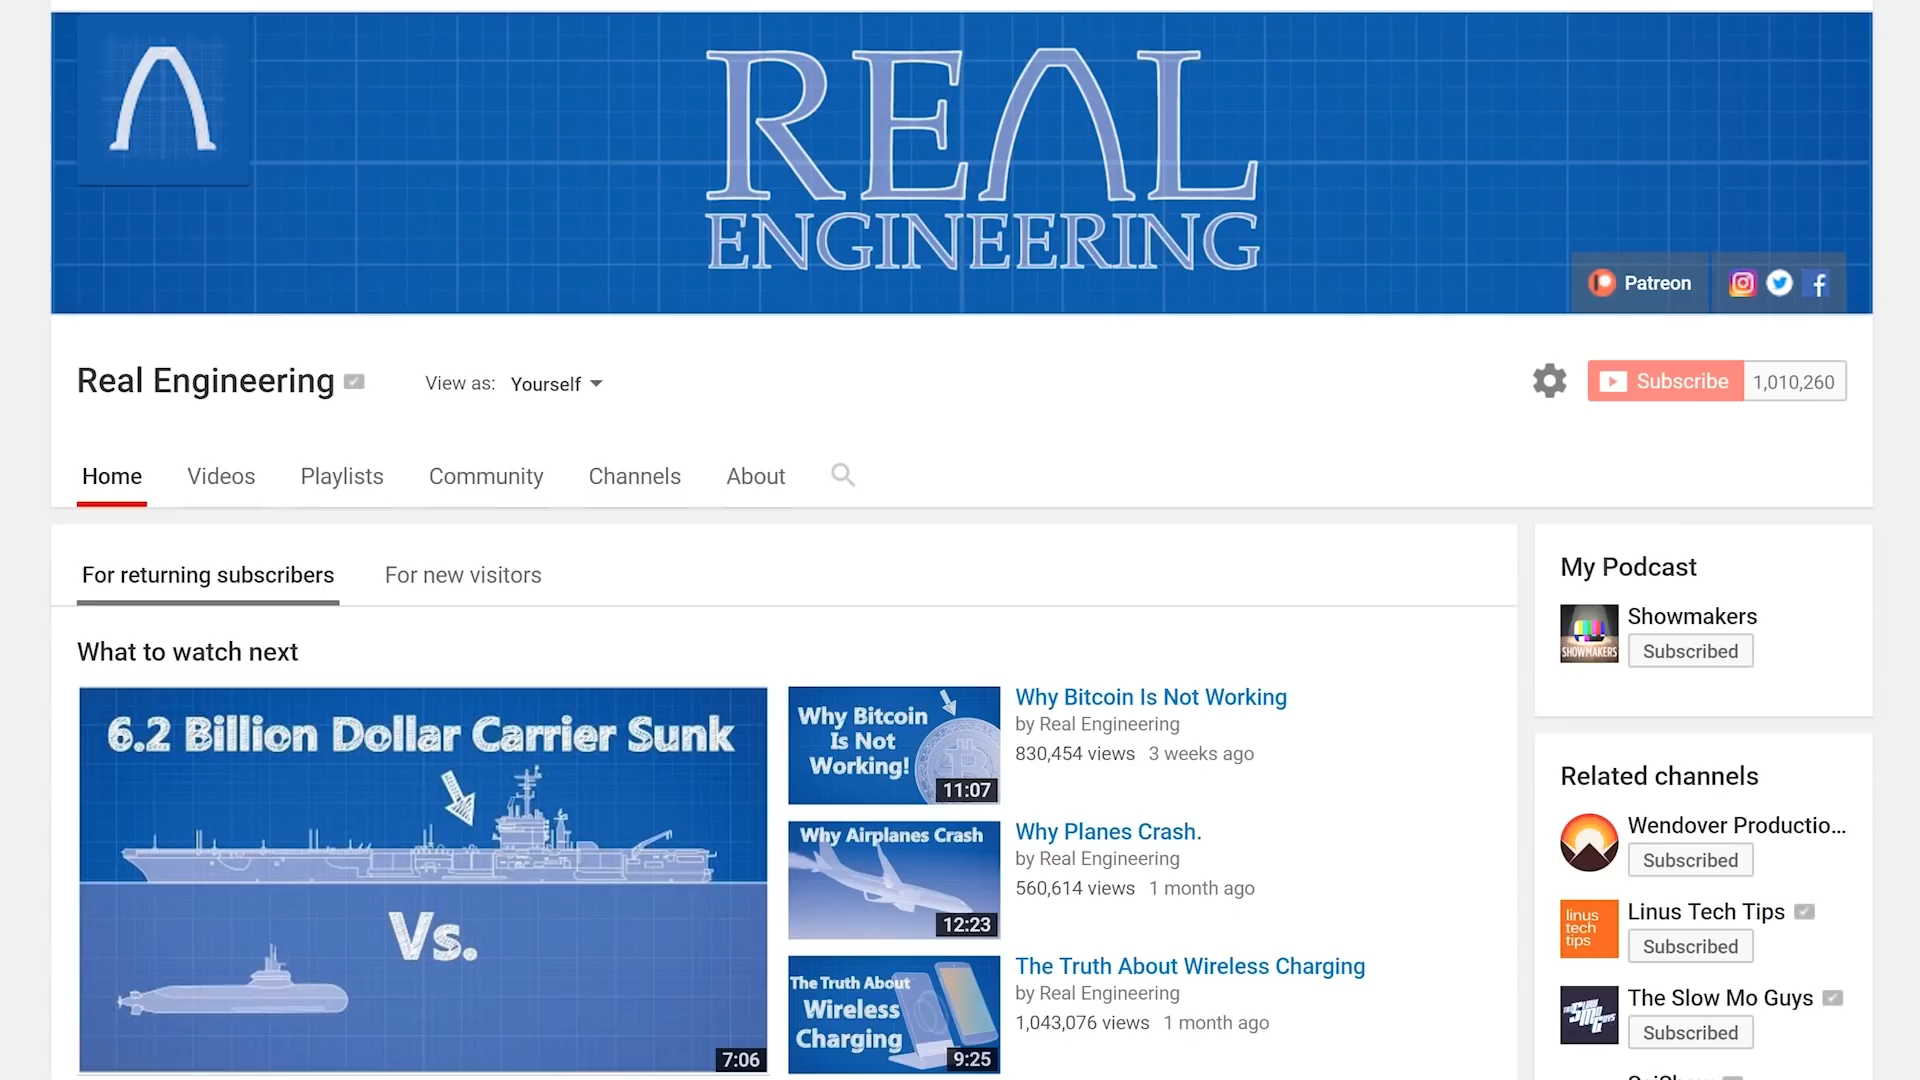 REAL
ENGINEERING
Patreon
Real Engineering
View as: Yourself
Subscribe 1,010,260
Home Videos Playlists Community Channels About
For returning subscribers For new visitors
What to watch next
6.2 Billion Dollar Carrier Sunk
Vs.
7:06
Why Bitcoin
Is Not
Working!
11:07
Why Bitcoin Is Not Working
by Real Engineering
830,454 views 3 weeks ago
Why Airplanes Crash
12:23
Why Planes Crash.
by Real Engineering
560,614 views 1 month ago
The Truth About
Wireless
Charging
9:25
The Truth About Wireless Charging
by Real Engineering
1,043,076 views 1 month ago
My Podcast
SHOWMAKERS
Showmakers
Subscribed
Related channels
Wendover Productio...
Subscribed
linus
tech
tips
Linus Tech Tips
Subscribed
The Slow Mo Guys
Subscribed